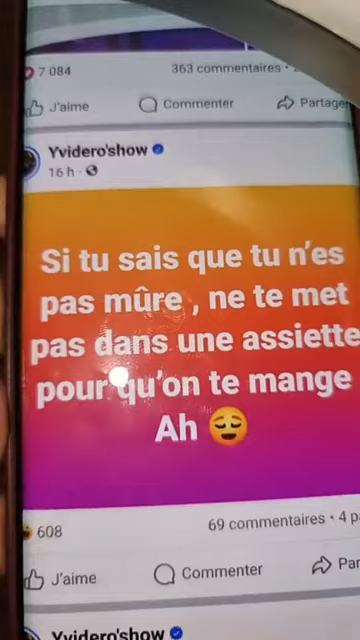 7 084 363 commentaires •
J'aime Commenter Partager
Yvidero'show
16 h ·
Si tu sais que tu n'es
pas mûre , ne te met
pas dans une assiette
pour qu'on te mange
Ah 😌
608 69 commentaires • 4 p
J'aime Commenter Par
Yvidero'show